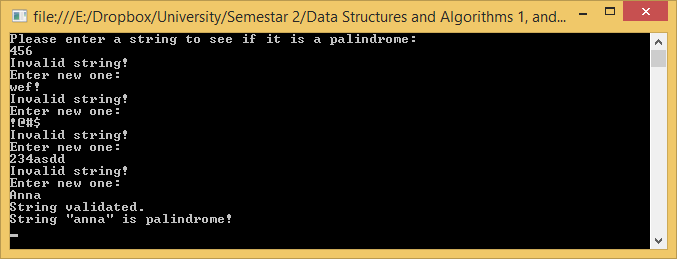 file:///E:/Dropbox/University/Semestar 2/Data Structures and Algorithms 1, and...
Please enter a string to see if it is a palindrome:
456
Invalid string!
Enter new one:
wef!
Invalid string!
Enter new one:
!@#$
Invalid string!
Enter new one:
234asdd
Invalid string!
Enter new one:
Anna
String validated.
String "anna" is palindrome!